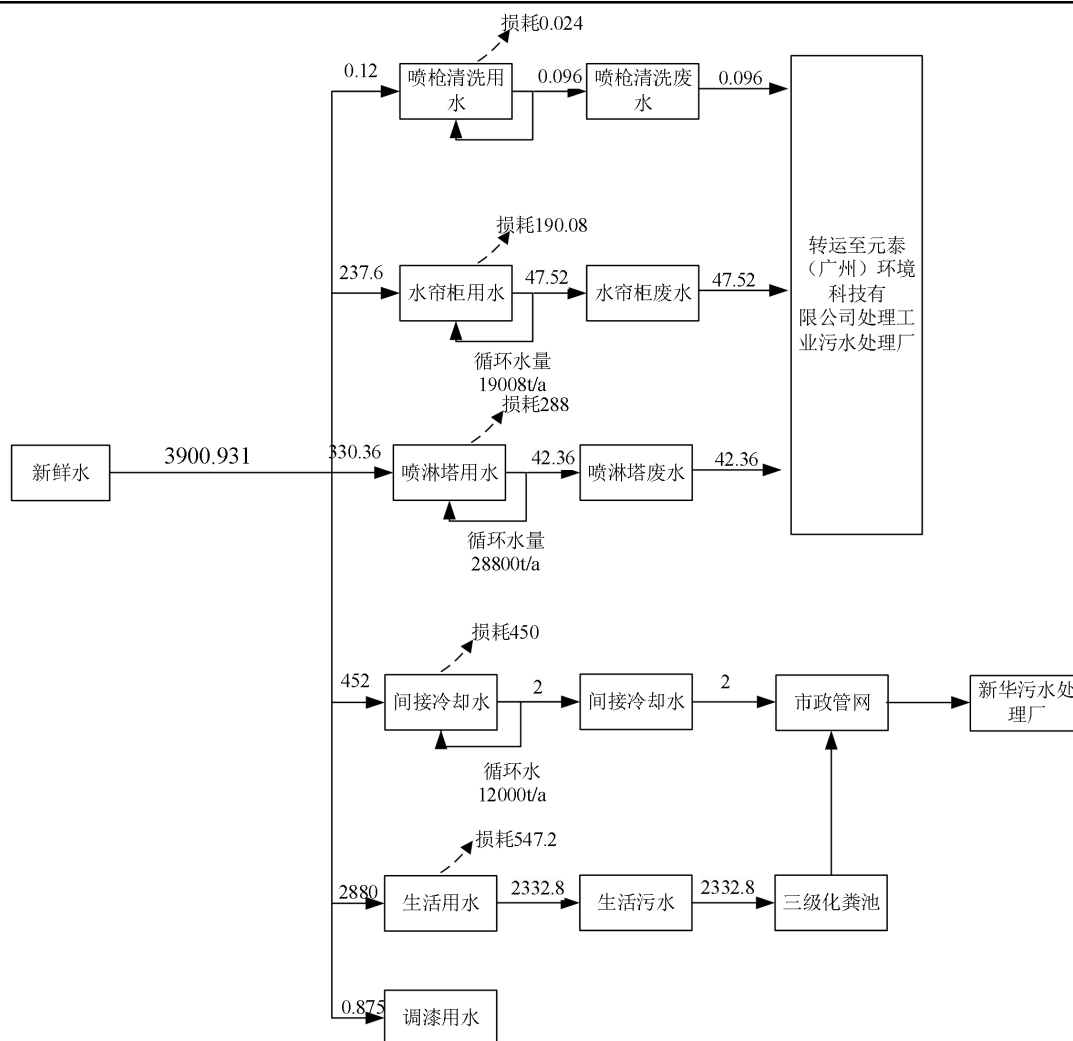 损耗0.024
0.12
喷枪清洗用
水
0.096
喷枪清洗废
水
0.096
损耗190.08
237.6
水帘柜用水
47.52
水帘柜废水
47.52
循环水量
19008t/a
转运至元泰
（广州）环境
科技有
限公司处理工
业污水处理厂
损耗288
新鲜水
3900.931
330.36
喷淋塔用水
42.36
喷淋塔废水
42.36
循环水量
28800t/a
损耗450
452
间接冷却水
2
间接冷却水
2
市政管网
新华污水处
理厂
循环水
12000t/a
损耗547.2
2880
生活用水
2332.8
生活污水
2332.8
三级化粪池
0.875
调漆用水